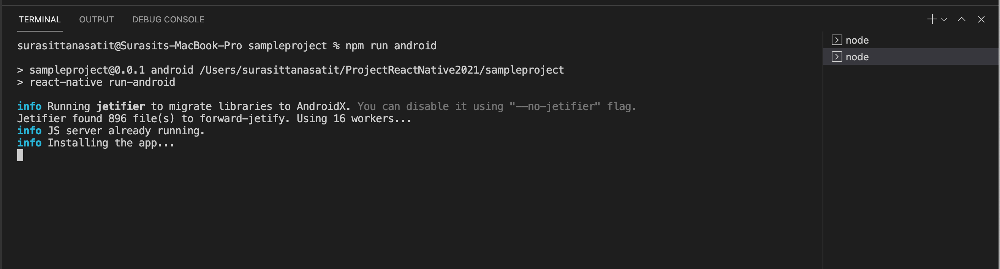 TERMINAL OUTPUT DEBUG CONSOLE
surasittanasatit@Surasits-MacBook-Pro sampleproject % npm run android
> sampleproject@0.0.1 android /Users/surasittanasatit/ProjectReactNative2021/sampleproject
> react-native run-android
info Running jetifier to migrate libraries to AndroidX. You can disable it using "--no-jetifier" flag.
Jetifier found 896 file(s) to forward-jetify. Using 16 workers...
info JS server already running.
info Installing the app...
node
node